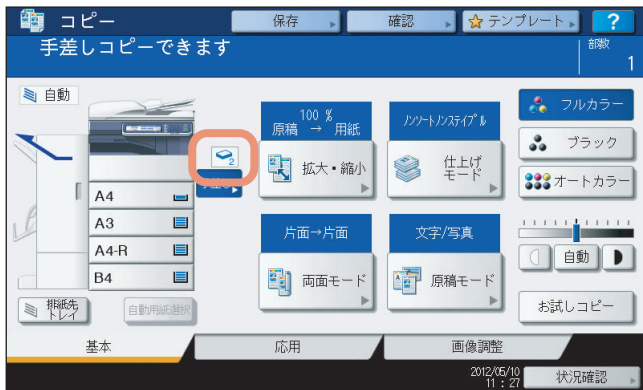 コピー
保存
確認
テンプレート
?
手差しコピーできます
部数
1
自動
2
A4
A3
A4-R
B4
排紙先
トレイ
自動用紙選択
100 %
原稿 → 用紙
拡大・縮小
ノンソートノンステイプル
仕上げ
モード
片面→片面
両面モード
文字/写真
原稿モード
フルカラー
ブラック
オートカラー
自動
お試しコピー
基本
応用
画像調整
2012/05/10
11 : 27
状況確認